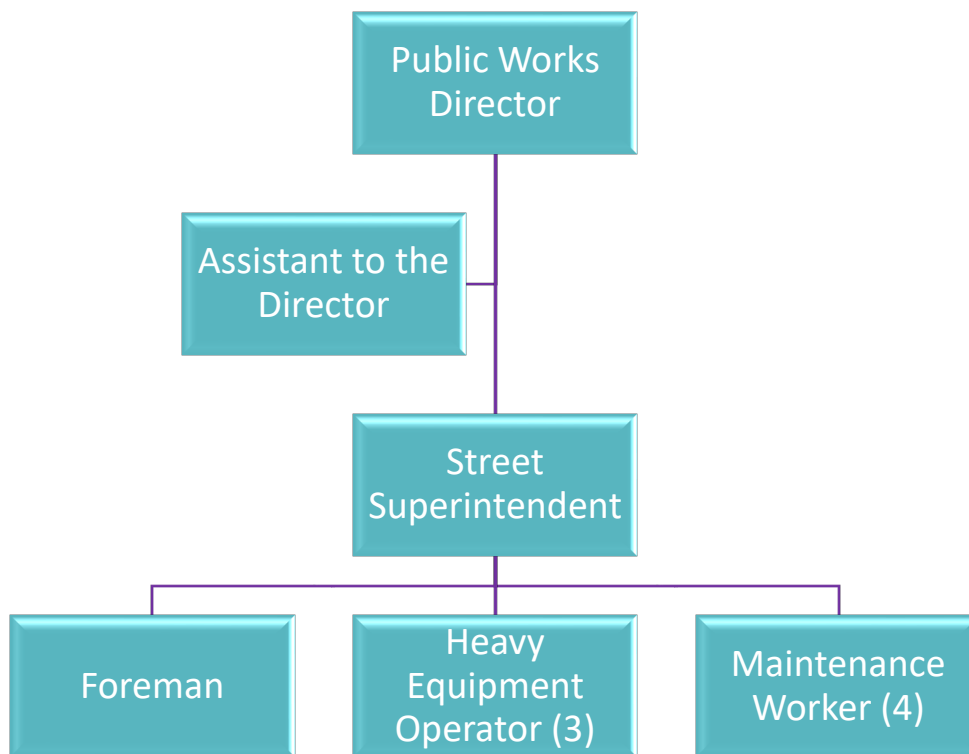 Public Works
Director
Assistant to the
Director
Street
Superintendent
Foreman
Heavy
Equipment
Operator (3)
Maintenance
Worker (4)